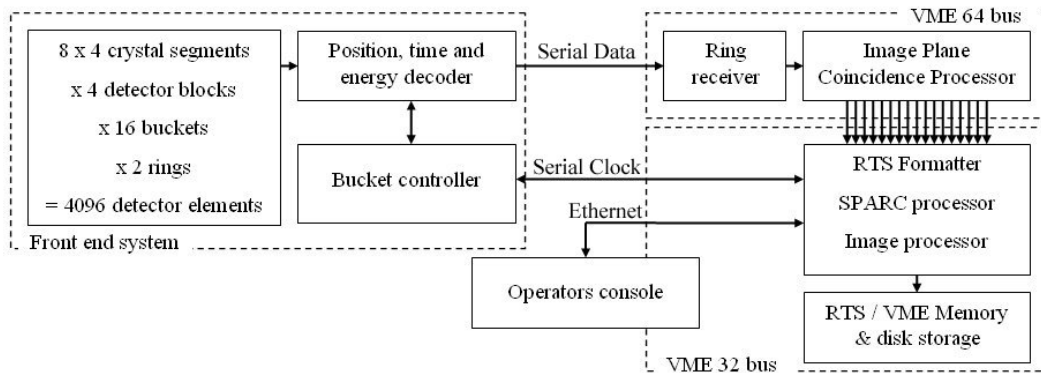 VME 64 bus
8 x 4 crystal segments
x 4 detector blocks
x 16 buckets
x 2 rings
= 4096 detector elements
Position, time and
energy decoder
Serial Data
Ring
receiver
Image Plane
Coincidence Processor
Bucket controller
Serial Clock
Ethernet
RTS Formatter
SPARC processor
Image processor
Front end system
Operators console
RTS / VME Memory
& disk storage
VME 32 bus